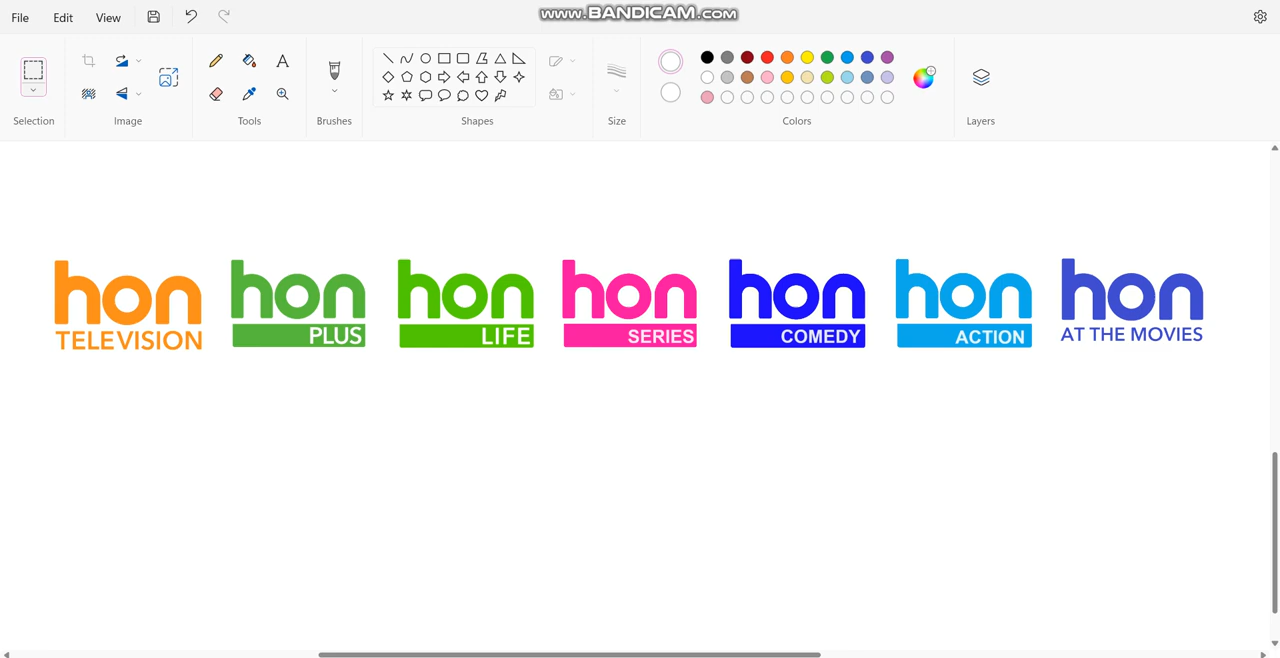 www.BANDICAM.com
File Edit View
Selection Image Tools Brushes Shapes Size Colors Layers
hon hon hon hon hon hon hon
TELEVISION PLUS LIFE SERIES COMEDY ACTION AT THE MOVIES